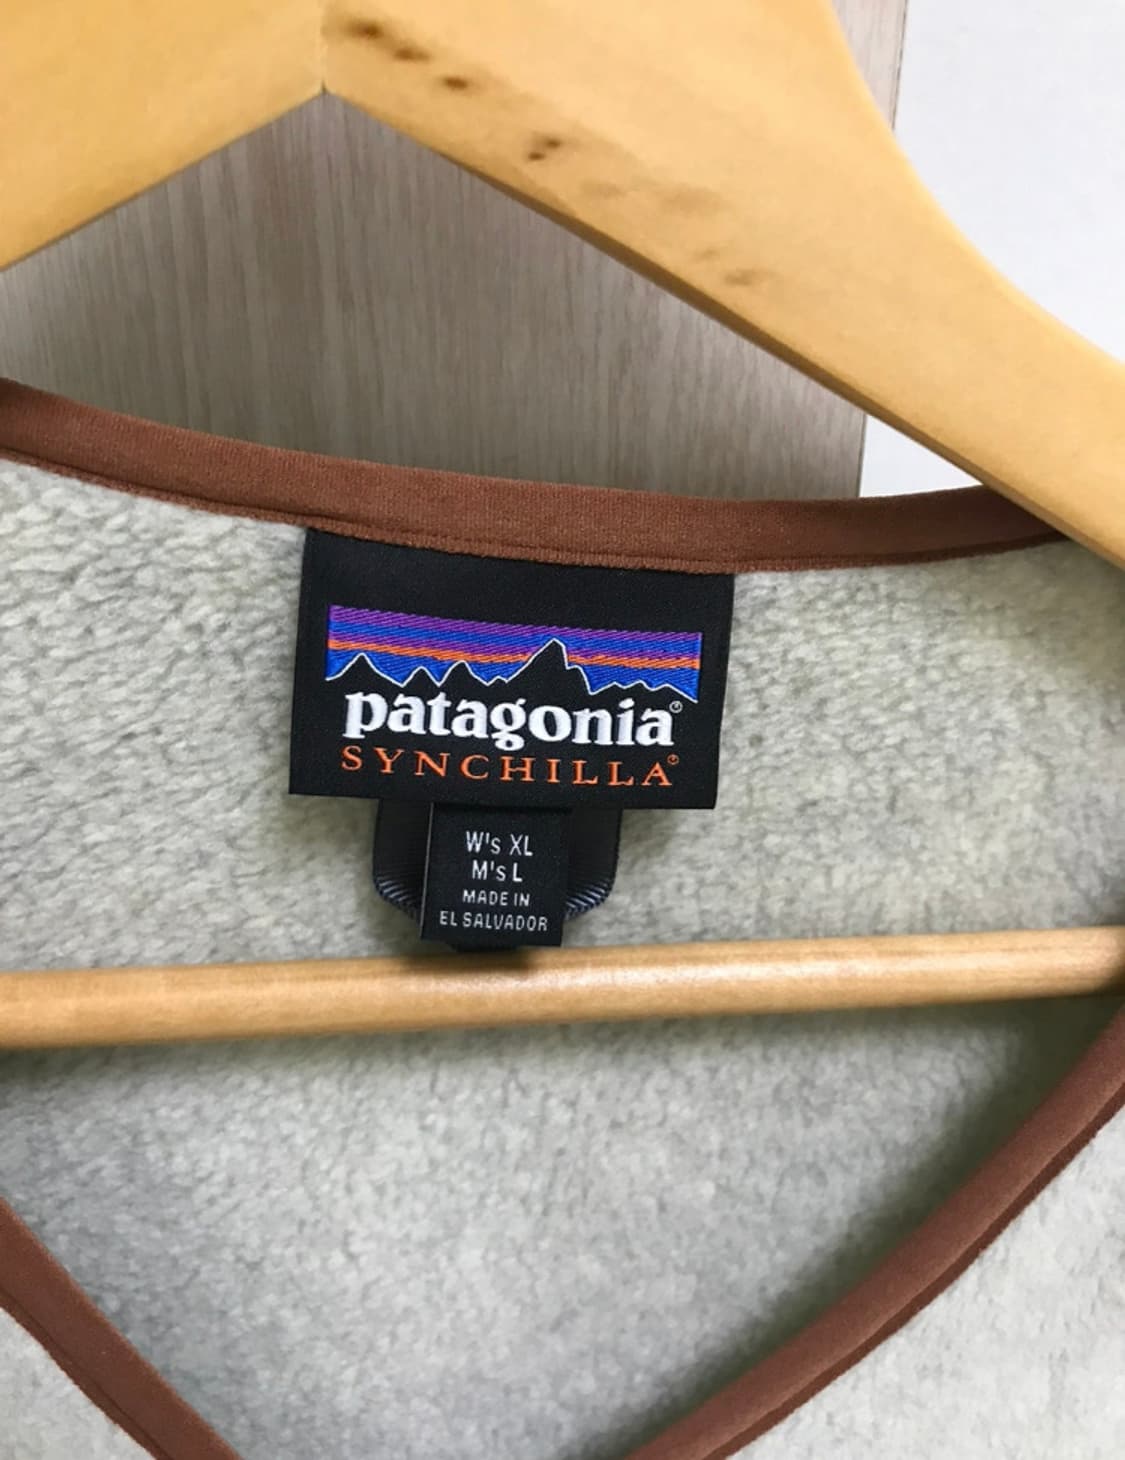 patagonia®
SYNCHILLA®
W's XL
M's L
MADE IN
EL SALVADOR